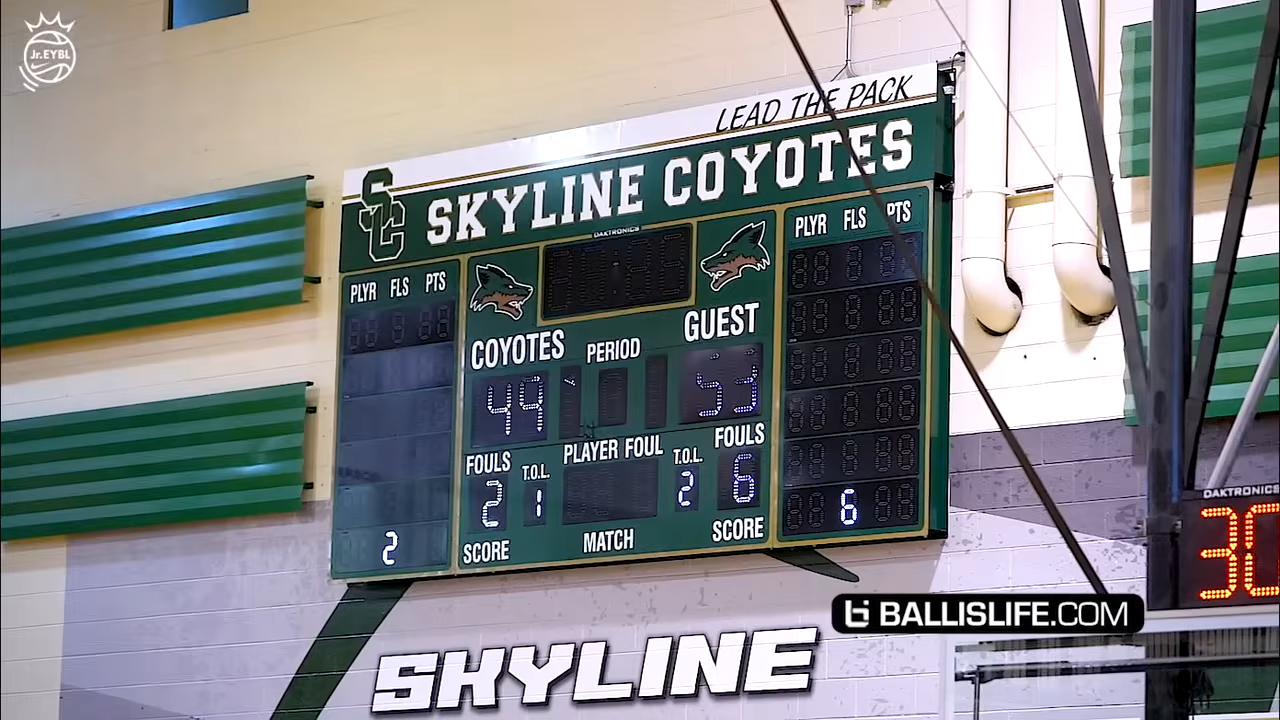 Jr.EYBL
LEAD THE PACK
SC SKYLINE COYOTES
DAKTRONICS
PLYR FLS PTS
PLYR FLS PTS
COYOTES PERIOD GUEST
49 53
FOULS T.O.L. PLAYER FOUL T.O.L. FOULS
2 1 2 6
2 6
SCORE MATCH SCORE
DAKTRONICS
30
BALLISLIFE.COM
SKYLINE